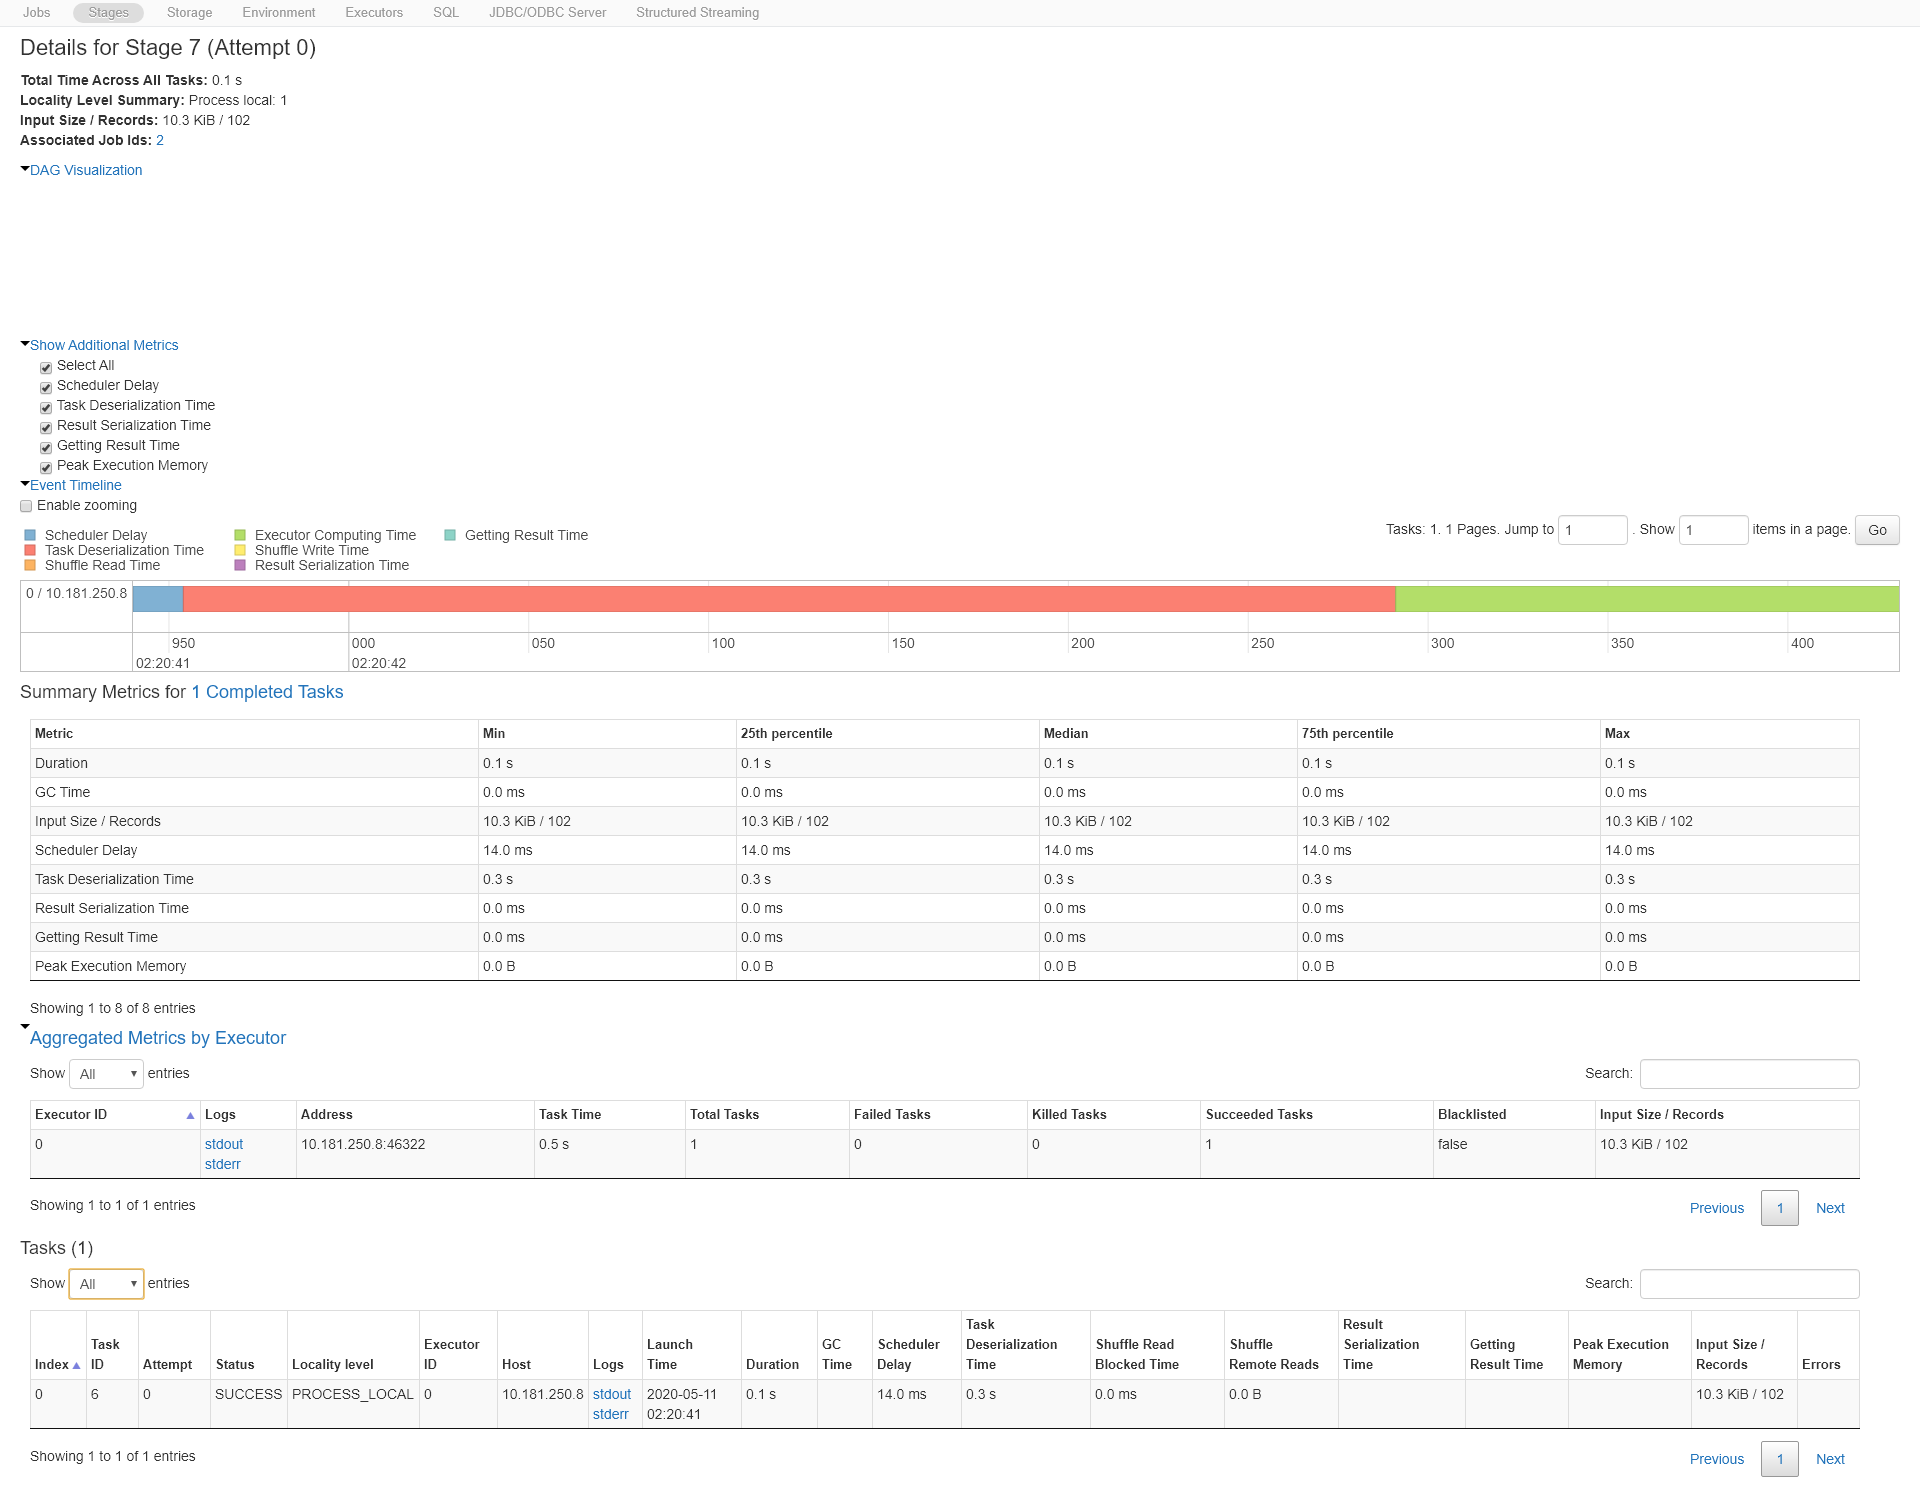 Jobs Stages Storage Environment Executors SQL JDBC/ODBC Server Structured Streaming
Details for Stage 7 (Attempt 0)
Total Time Across All Tasks: 0.1 s
Locality Level Summary: Process local: 1
Input Size / Records: 10.3 KiB / 102
Associated Job Ids: 2
DAG Visualization
Show Additional Metrics
Select All
Scheduler Delay
Task Deserialization Time
Result Serialization Time
Getting Result Time
Peak Execution Memory
Event Timeline
Enable zooming
Tasks: 1. 1 Pages. Jump to 1 . Show 1 items in a page. Go
Scheduler Delay Executor Computing Time Getting Result Time
Task Deserialization Time Shuffle Write Time
Shuffle Read Time Result Serialization Time
0 / 10.181.250.8
950 000 050 100 150 200 250 300 350 400
02:20:41 02:20:42
Summary Metrics for 1 Completed Tasks
Metric Min 25th percentile Median 75th percentile Max
Duration 0.1 s 0.1 s 0.1 s 0.1 s 0.1 s
GC Time 0.0 ms 0.0 ms 0.0 ms 0.0 ms 0.0 ms
Input Size / Records 10.3 KiB / 102 10.3 KiB / 102 10.3 KiB / 102 10.3 KiB / 102 10.3 KiB / 102
Scheduler Delay 14.0 ms 14.0 ms 14.0 ms 14.0 ms 14.0 ms
Task Deserialization Time 0.3 s 0.3 s 0.3 s 0.3 s 0.3 s
Result Serialization Time 0.0 ms 0.0 ms 0.0 ms 0.0 ms 0.0 ms
Getting Result Time 0.0 ms 0.0 ms 0.0 ms 0.0 ms 0.0 ms
Peak Execution Memory 0.0 B 0.0 B 0.0 B 0.0 B 0.0 B
Showing 1 to 8 of 8 entries
Aggregated Metrics by Executor
Show All entries Search:
Executor ID Logs Address Task Time Total Tasks Failed Tasks Killed Tasks Succeeded Tasks Blacklisted Input Size / Records
0 stdout 10.181.250.8:46322 0.5 s 1 0 0 1 false 10.3 KiB / 102
stderr
Showing 1 to 1 of 1 entries Previous 1 Next
Tasks (1)
Show All entries Search:
Task Result
Task Executor Launch GC Scheduler Deserialization Shuffle Read Shuffle Serialization Getting Peak Execution Input Size /
Index ID Attempt Status Locality level ID Host Logs Time Duration Time Delay Time Blocked Time Remote Reads Time Result Time Memory Records Errors
0 6 0 SUCCESS PROCESS_LOCAL 0 10.181.250.8 stdout 2020-05-11 0.1 s 14.0 ms 0.3 s 0.0 ms 0.0 B 10.3 KiB / 102
stderr 02:20:41
Showing 1 to 1 of 1 entries Previous 1 Next